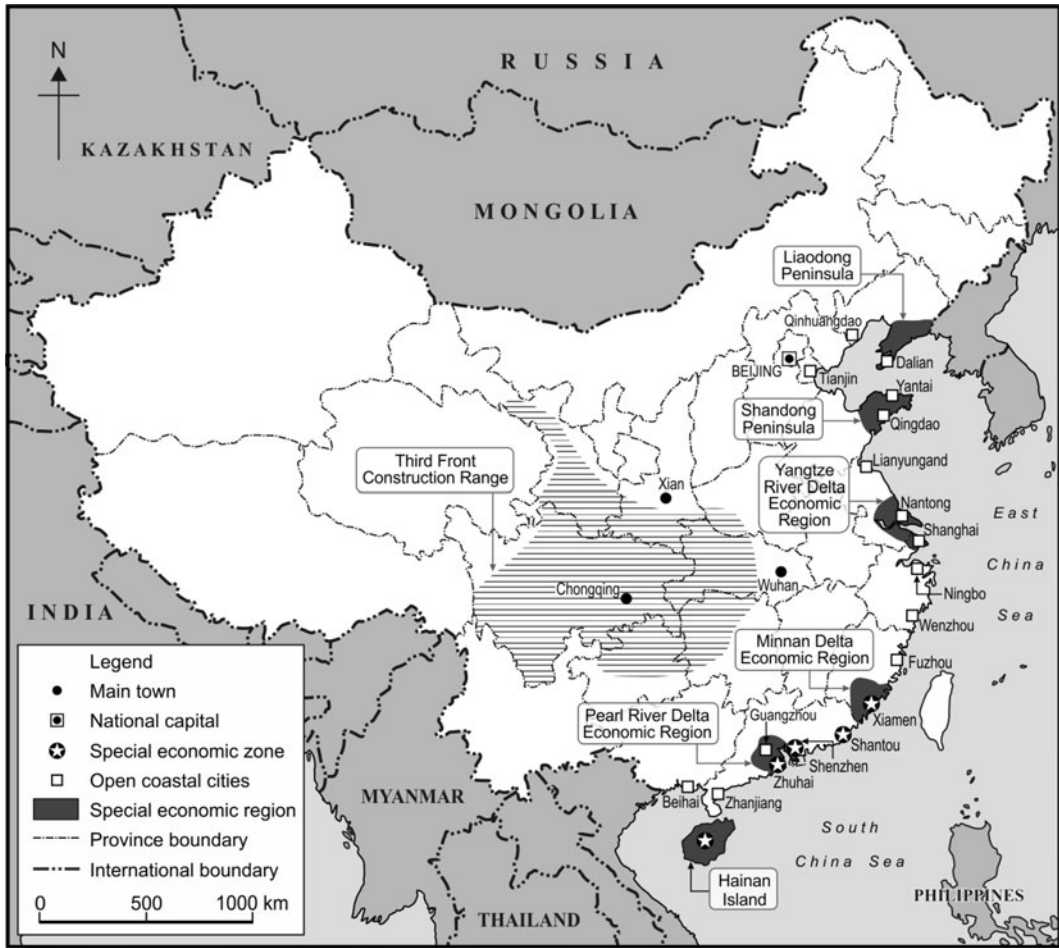 N
RUSSIA
KAZAKHSTAN
MONGOLIA
Liaodong
Peninsula
Qinhuangdao
BEIJING
Tianjin
Dalian
Yantai
Shandong
Peninsula
Qingdao
Third Front
Construction Range
Xian
Yangtze
River Delta
Economic
Region
Lianyungand
Nantong
Shanghai
East
China
Sea
Chongqing
Wuhan
Ningbo
INDIA
Wenzhou
Minnan Delta
Economic Region
Fuzhou
Pearl River Delta
Economic Region
Guangzhou
Xiamen
Shantou
Shenzhen
Zhuhai
MYANMAR
Beihai
Zhanjiang
South
China Sea
Hainan
Island
PHILIPPINES
THAILAND
Legend
Main town
National capital
Special economic zone
Open coastal cities
Special economic region
Province boundary
International boundary
0 500 1000 km